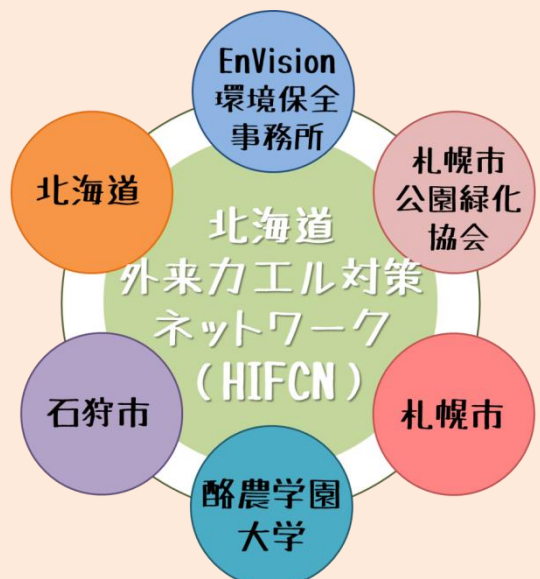 EnVision
環境保全
事務所
札幌市
公園緑化
協会
札幌市
酪農学園
大学
石狩市
北海道
北海道
外来カエル対策
ネットワーク
(HIFCN)